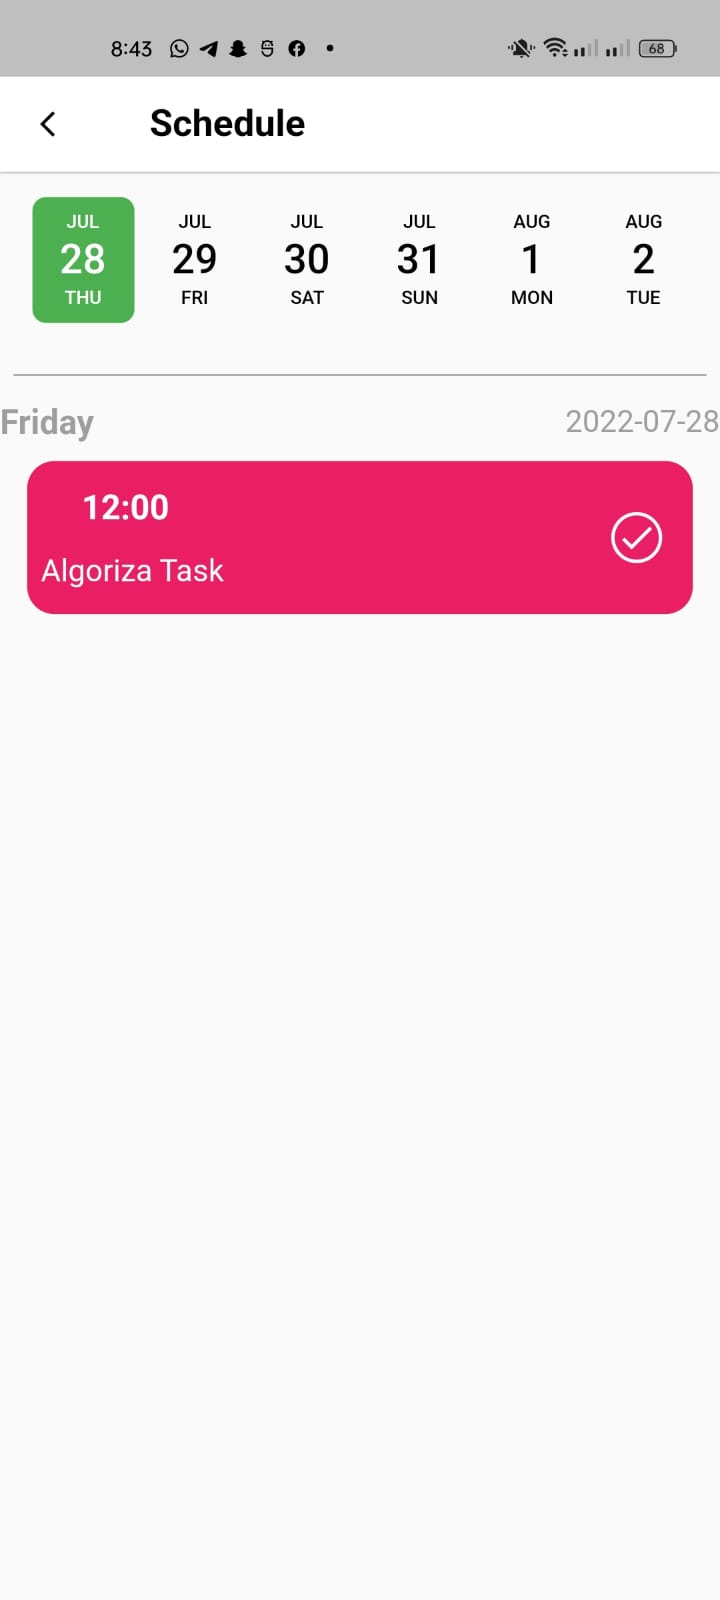 8:43 68
Schedule
JUL JUL JUL JUL AUG AUG
28 29 30 31 1 2
THU FRI SAT SUN MON TUE
Friday 2022-07-28
12:00
Algoriza Task